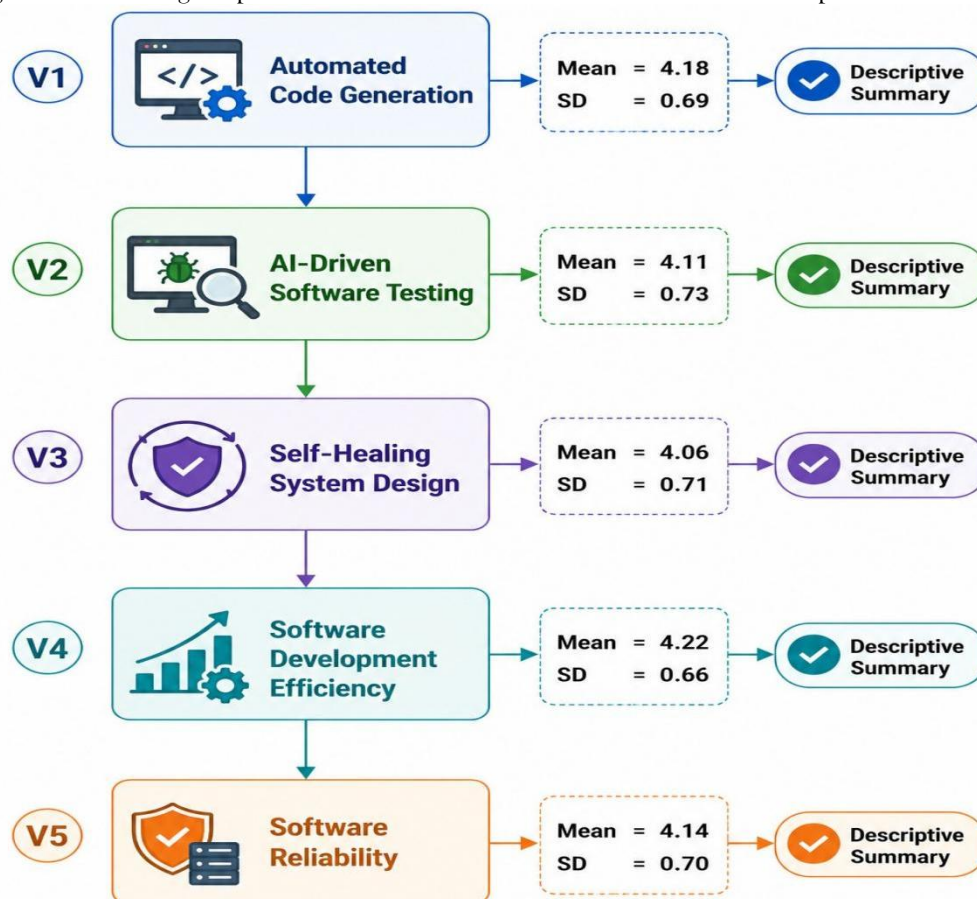 V1
</>
Automated
Code Generation
Mean = 4.18
SD = 0.69
Descriptive
Summary
V2
AI-Driven
Software Testing
Mean = 4.11
SD = 0.73
Descriptive
Summary
V3
Self-Healing
System Design
Mean = 4.06
SD = 0.71
Descriptive
Summary
V4
Software
Development
Efficiency
Mean = 4.22
SD = 0.66
Descriptive
Summary
V5
Software
Reliability
Mean = 4.14
SD = 0.70
Descriptive
Summary